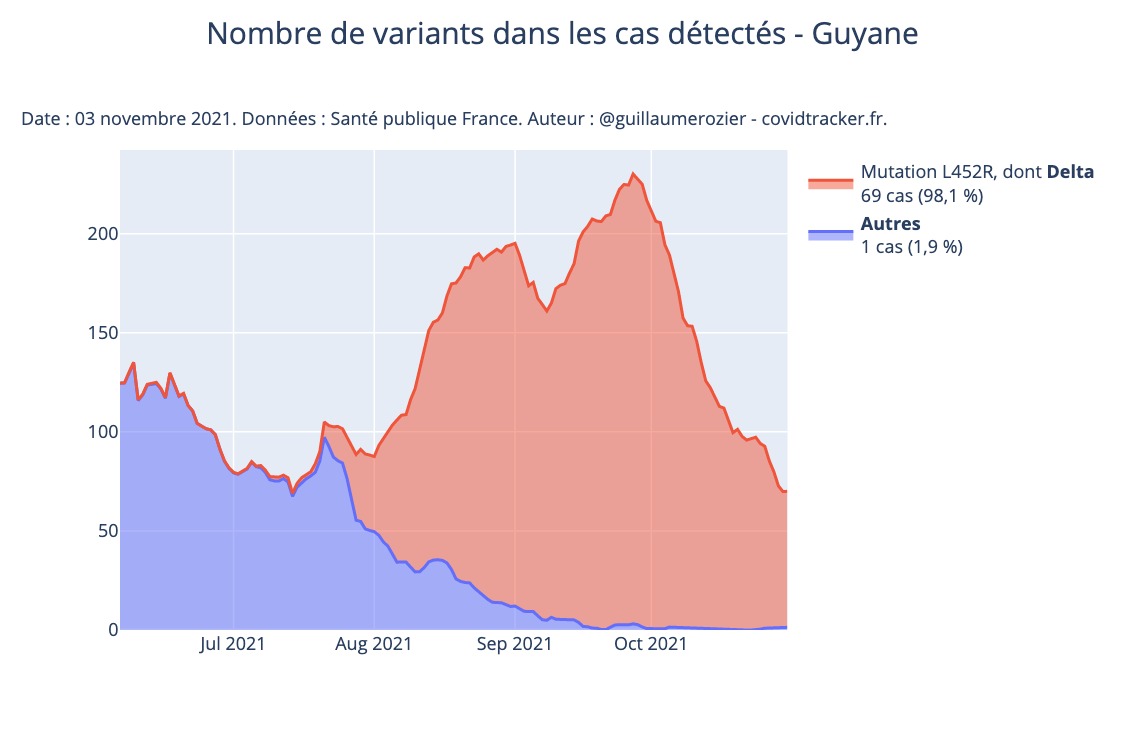 Nombre de variants dans les cas détectés - Guyane
Date : 03 novembre 2021. Données : Santé publique France. Auteur : @guillaumerozier - covidtracker.fr.
Mutation L452R, dont Delta
69 cas (98,1 %)
Autres
1 cas (1,9 %)
200
150
100
50
0
Jul 2021 Aug 2021 Sep 2021 Oct 2021